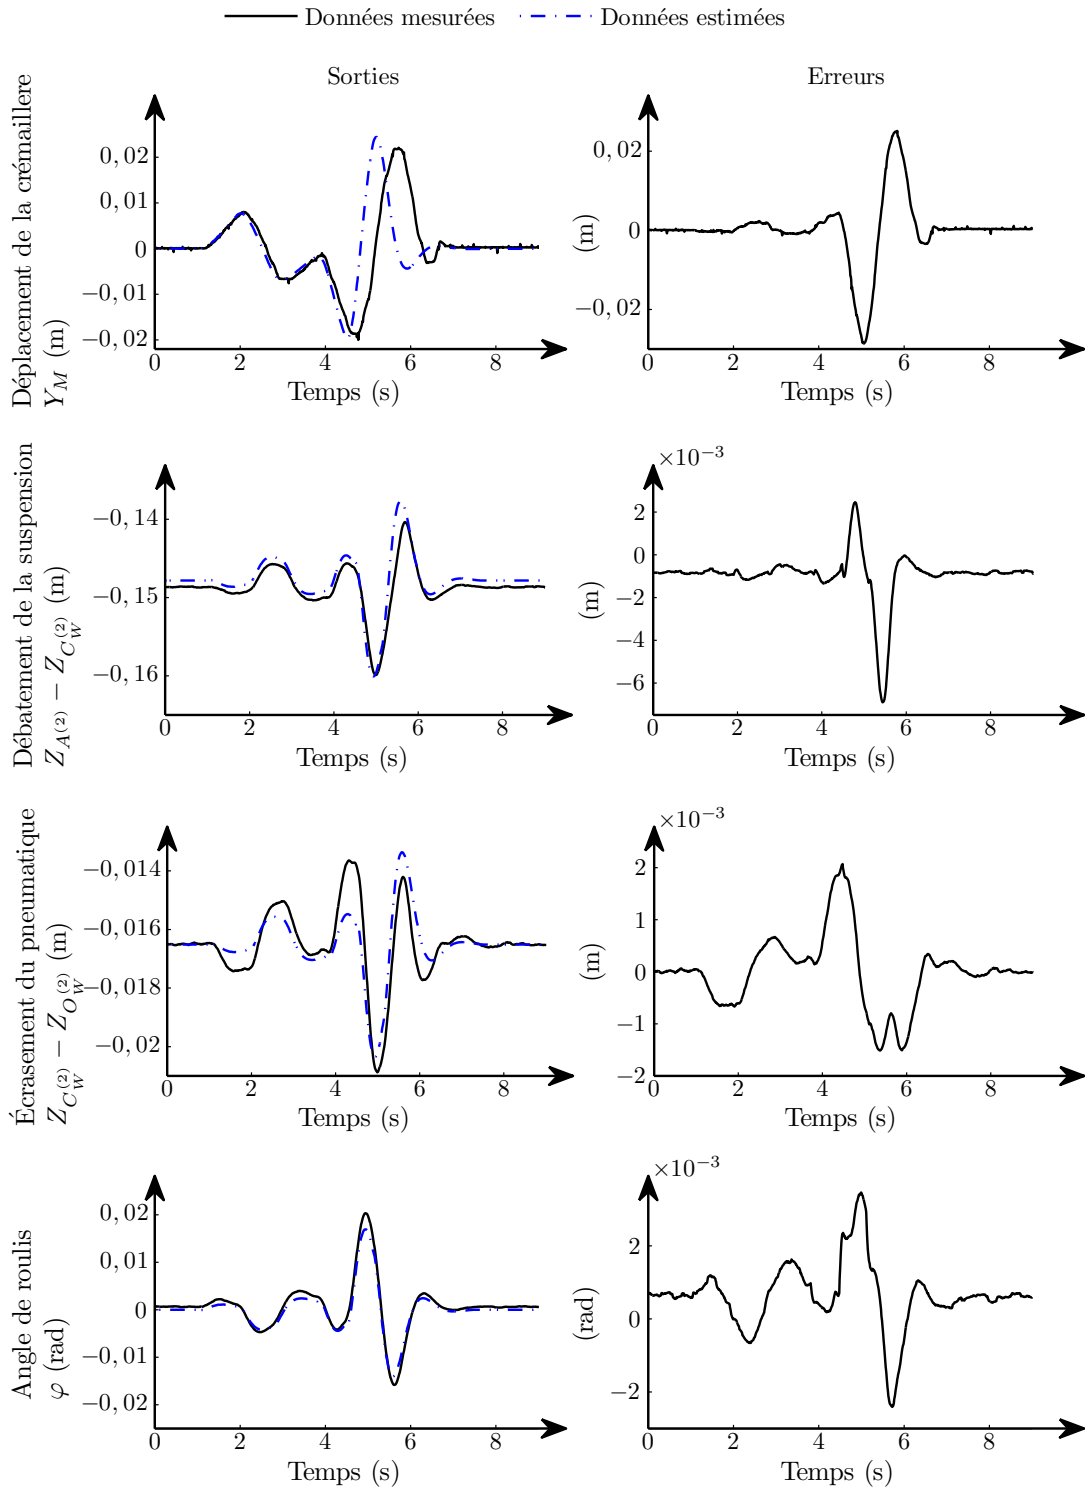 Données mesurées Données estimées
Sorties
Erreurs
Déplacement de la crémaillere
Y_M (m)
0,02
0,01
0
−0,01
−0,02
0 2 4 6 8
Temps (s)
(m)
0,02
0
−0,02
0 2 4 6 8
Temps (s)
Débatement de la suspension
Z_{A^{(2)}} − Z_{C_W^{(2)}} (m)
−0,14
−0,15
−0,16
0 2 4 6 8
Temps (s)
×10⁻³
(m)
2
0
−2
−4
−6
0 2 4 6 8
Temps (s)
Écrasement du pneumatique
Z_{C_W^{(2)}} − Z_{O_W^{(2)}} (m)
−0,014
−0,016
−0,018
−0,02
0 2 4 6 8
Temps (s)
×10⁻³
(m)
2
1
0
−1
−2
0 2 4 6 8
Temps (s)
Angle de roulis
φ (rad)
0,02
0,01
0
−0,01
−0,02
0 2 4 6 8
Temps (s)
×10⁻³
(rad)
2
0
−2
0 2 4 6 8
Temps (s)